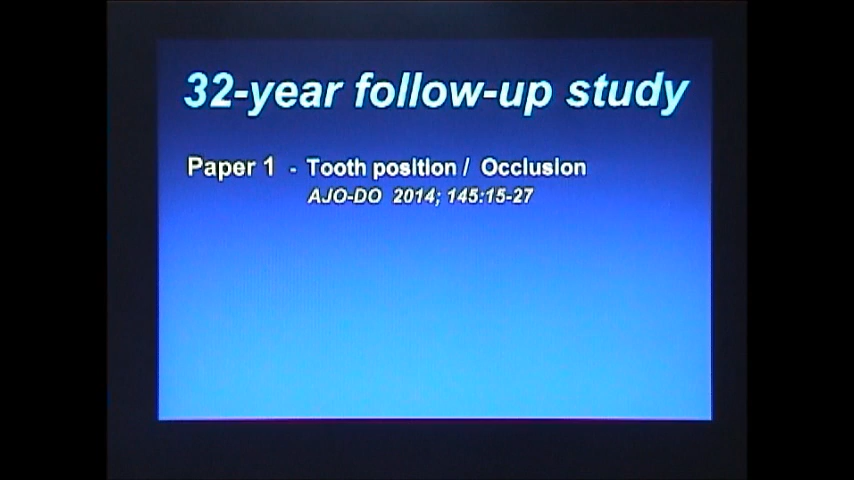 32-year follow-up study
Paper 1 - Tooth position / Occlusion
AJO-DO 2014; 145:15-27